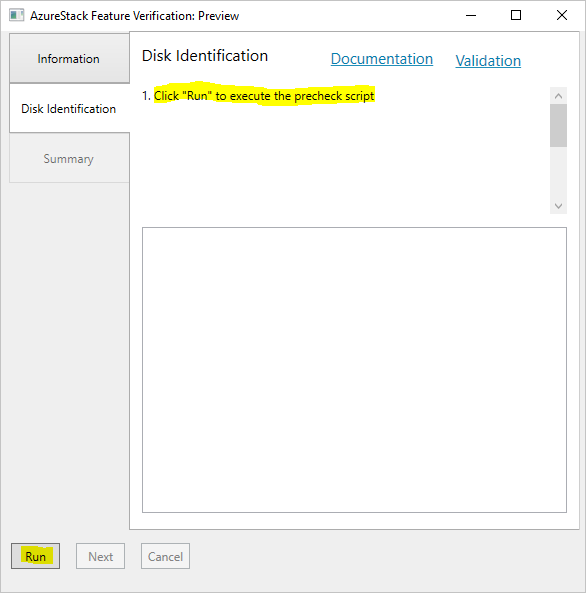 AzureStack Feature Verification: Preview
Information
Disk Identification
Summary
Disk Identification
Documentation
Validation
1. Click "Run" to execute the precheck script
Run
Next
Cancel